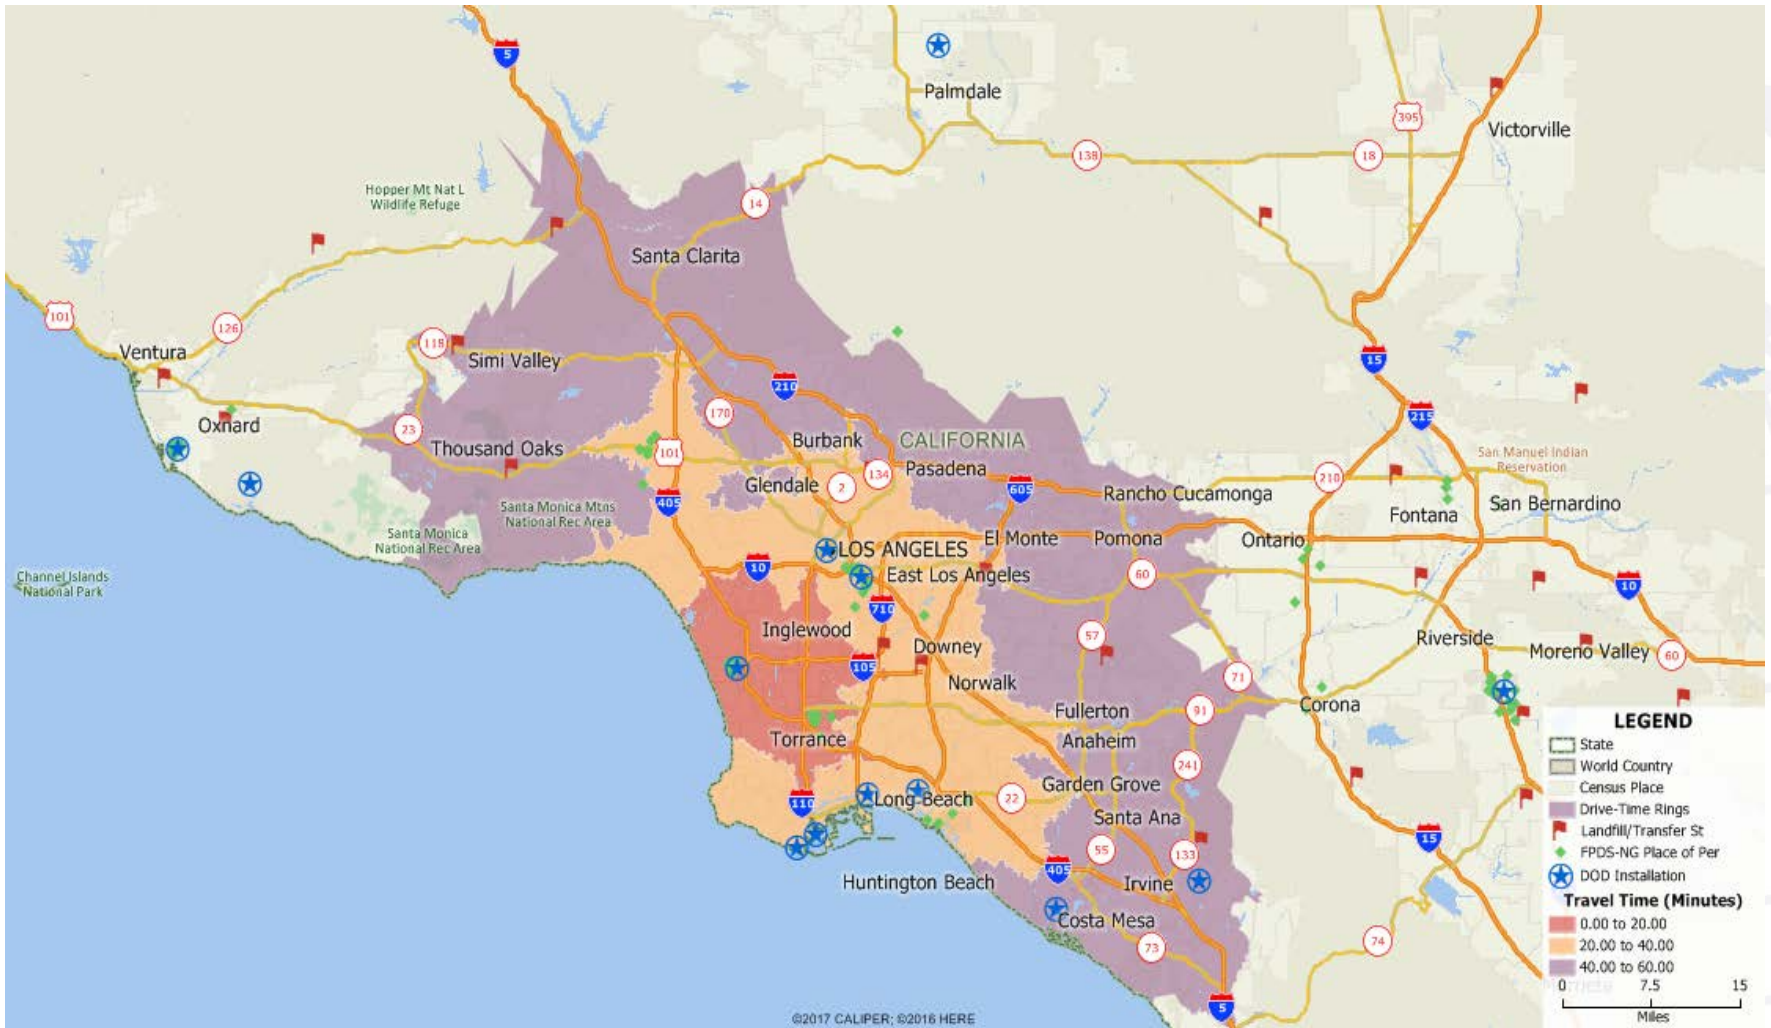 5
Palmdale
395
Victorville
138
18
Hopper Mt Nat L
Wildlife Refuge
14
Santa Clarita
101
126
Ventura
118
Simi Valley
15
210
215
170
Oxnard
23
Thousand Oaks
101
Burbank
CALIFORNIA
134
Pasadena
San Manuel Indian
Reservation
Glendale
2
605
Rancho Cucamonga
210
405
Santa Monica Mtns
National Rec Area
Fontana
San Bernardino
Santa Monica
National Rec Area
LOS ANGELES
El Monte
Pomona
Ontario
10
East Los Angeles
60
10
Channel Islands
National Park
710
Inglewood
57
Downey
Riverside
Moreno Valley
60
105
Norwalk
71
Corona
Fullerton
91
Torrance
Anaheim
241
Garden Grove
110
Long Beach
22
Santa Ana
15
55
133
405
Irvine
Huntington Beach
Costa Mesa
73
74
5
LEGEND
State
World Country
Census Place
Drive-Time Rings
Landfill/Transfer St
FPDS-NG Place of Per
DOD Installation
Travel Time (Minutes)
0.00 to 20.00
20.00 to 40.00
40.00 to 60.00
0 7.5 15
Miles
©2017 CALIPER; ©2016 HERE